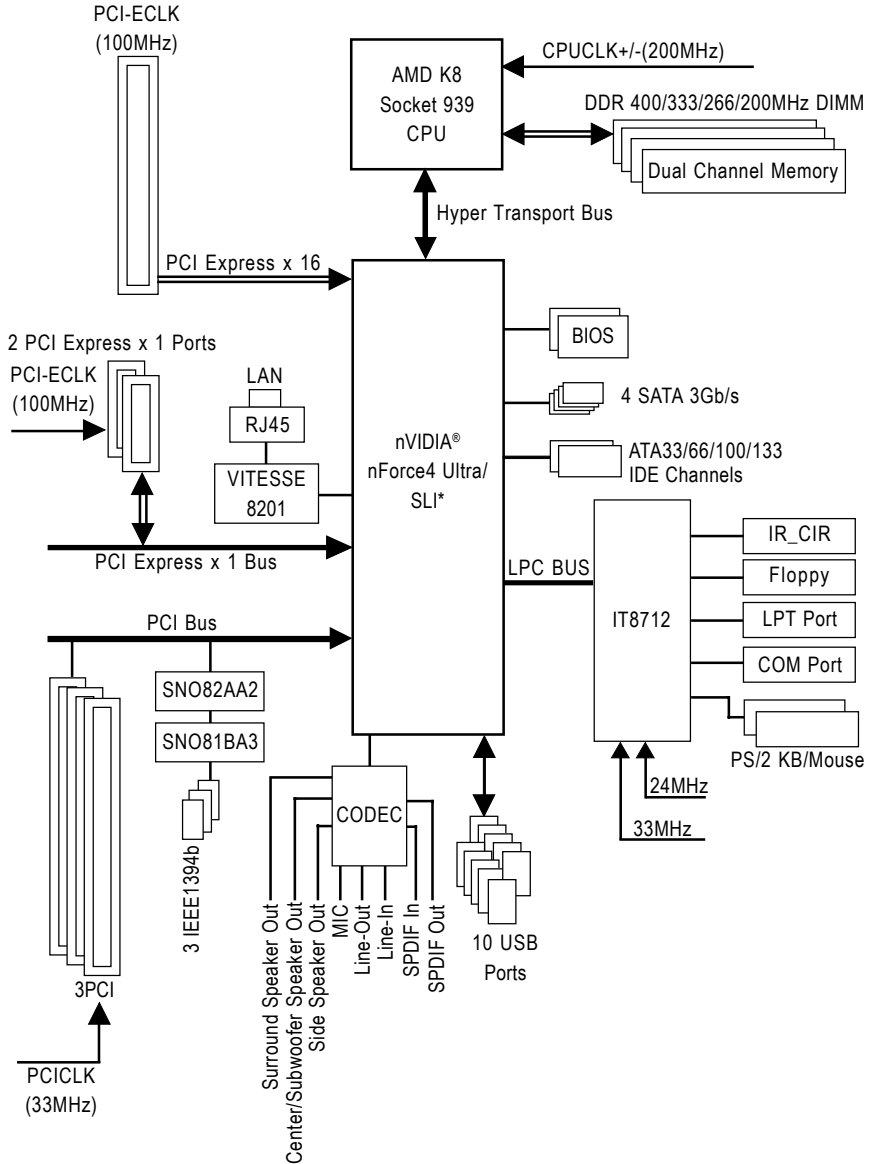 PCI-ECLK
(100MHz)
AMD K8
Socket 939
CPU
CPUCLK+/-(200MHz)
DDR 400/333/266/200MHz DIMM
Dual Channel Memory
Hyper Transport Bus
PCI Express x 16
2 PCI Express x 1 Ports
PCI-ECLK
(100MHz)
LAN
RJ45
VITESSE
8201
nVIDIA®
nForce4 Ultra/
SLI*
BIOS
4 SATA 3Gb/s
ATA33/66/100/133
IDE Channels
PCI Express x 1 Bus
LPC BUS
IT8712
IR_CIR
Floppy
LPT Port
COM Port
PS/2 KB/Mouse
24MHz
33MHz
PCI Bus
SNO82AA2
SNO81BA3
3 IEEE1394b
CODEC
Surround Speaker Out
Center/Subwoofer Speaker Out
Side Speaker Out
MIC
Line-Out
Line-In
SPDIF In
SPDIF Out
10 USB
Ports
3PCI
PCICLK
(33MHz)